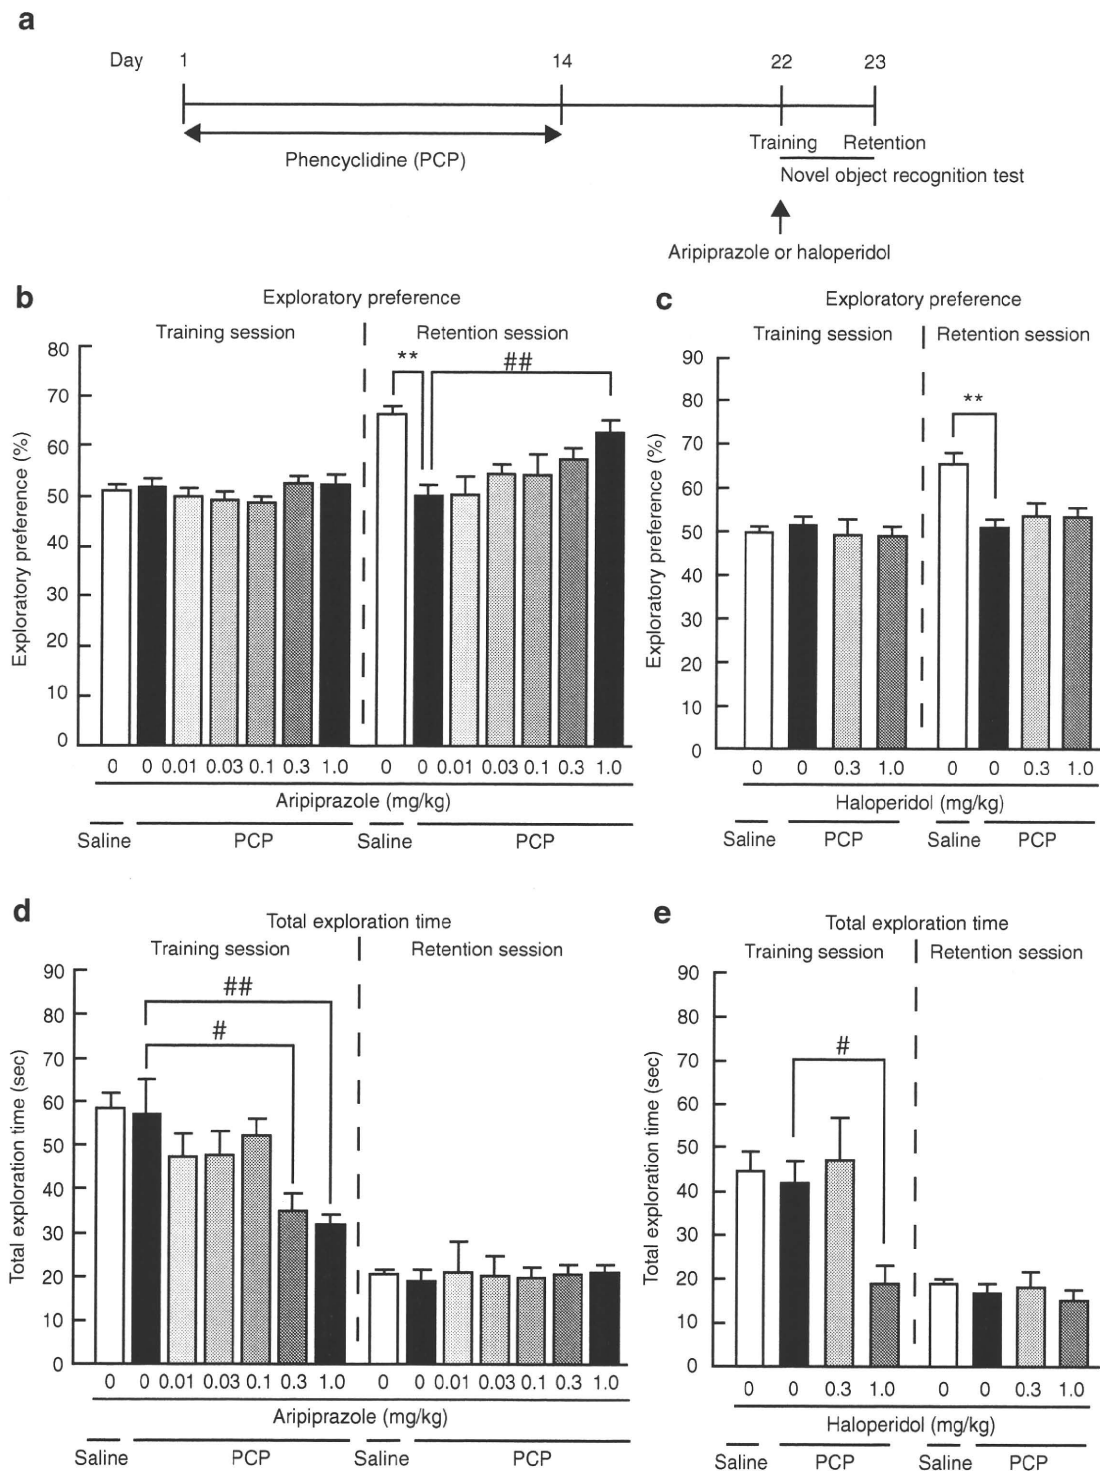 a
Day 1 14 22 23
Training Retention
Phencyclidine (PCP)
Novel object recognition test
Aripiprazole or haloperidol
b
Exploratory preference
Training session Retention session
** ##
Exploratory preference (%)
80
70
60
50
40
30
20
10
0
0 0 0.01 0.03 0.1 0.3 1.0 0 0 0.01 0.03 0.1 0.3 1.0
Aripiprazole (mg/kg)
Saline PCP Saline PCP
c
Exploratory preference
Training session Retention session
**
Exploratory preference (%)
90
80
70
60
50
40
30
20
10
0
0 0 0.3 1.0 0 0 0.3 1.0
Haloperidol (mg/kg)
Saline PCP Saline PCP
d
Total exploration time
Training session Retention session
##
#
Total exploration time (sec)
90
80
70
60
50
40
30
20
10
0
0 0 0.01 0.03 0.1 0.3 1.0 0 0 0.01 0.03 0.1 0.3 1.0
Aripiprazole (mg/kg)
Saline PCP Saline PCP
e
Total exploration time
Training session Retention session
#
Total exploration time (sec)
90
80
70
60
50
40
30
20
10
0
0 0 0.3 1.0 0 0 0.3 1.0
Haloperidol (mg/kg)
Saline PCP Saline PCP